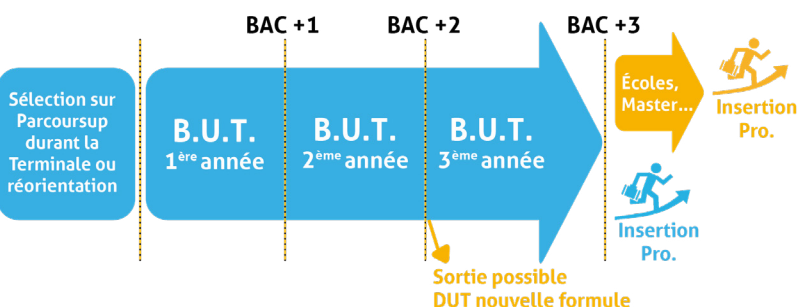 BAC +1
BAC +2
BAC +3
Sélection sur
Parcoursup
durant la
Terminale ou
réorientation
B.U.T.
1ère année
B.U.T.
2ème année
B.U.T.
3ème année
Écoles,
Master...
Insertion
Pro.
Insertion
Pro.
Sortie possible
DUT nouvelle formule